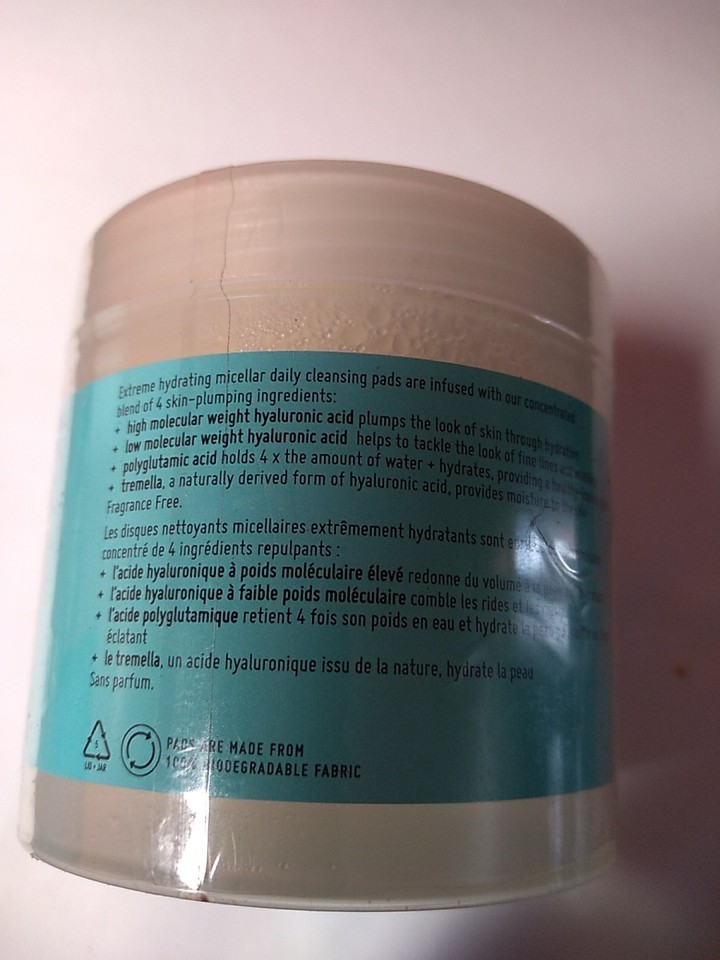 Extreme hydrating micellar daily cleansing pads are infused with our concentrated
blend of 4 skin-plumping ingredients:
+ high molecular weight hyaluronic acid plumps the look of skin through hydration
+ low molecular weight hyaluronic acid helps to tackle the look of fine lines
+ polyglutamic acid holds 4 x the amount of water + hydrates, providing a
+ tremella, a naturally derived form of hyaluronic acid, provides moisture to
Fragrance Free.
Les disques nettoyants micellaires extrêmement hydratants sont
concentré de 4 ingrédients repulpants :
+ l'acide hyaluronique à poids moléculaire élevé redonne du volume à
+ l'acide hyaluronique à faible poids moléculaire comble les rides et
+ l'acide polyglutamique retient 4 fois son poids en eau et hydrate la
éclatant
+ le tremella, un acide hyaluronique issu de la nature, hydrate la peau
Sans parfum.
5
LID + JAR
PADS ARE MADE FROM
100% BIODEGRADABLE FABRIC